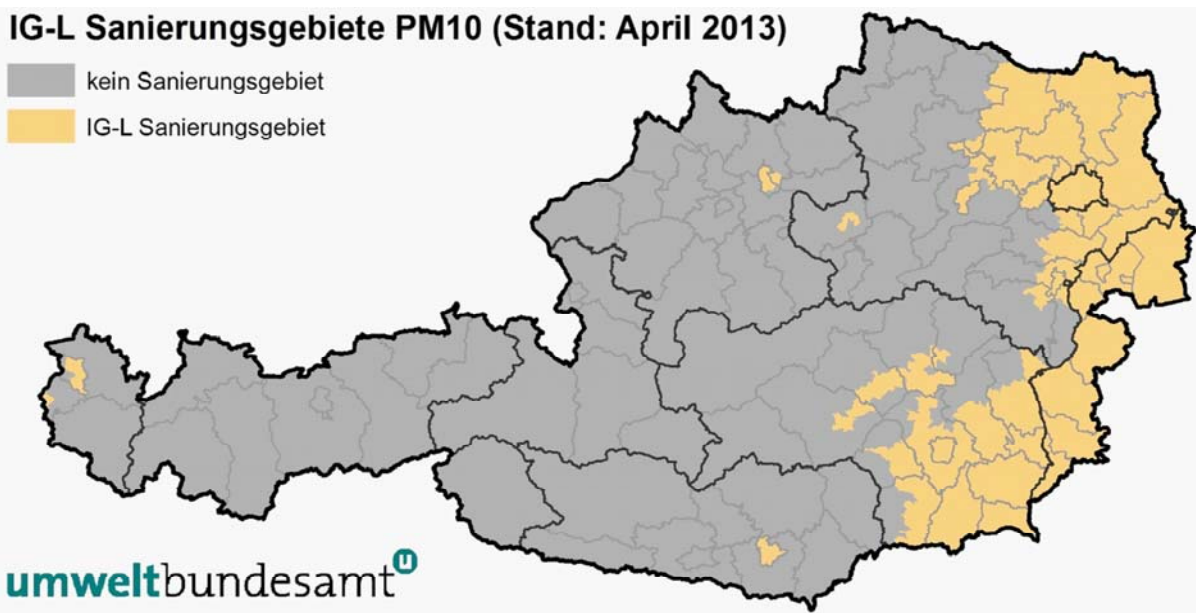 IG-L Sanierungsgebiete PM10 (Stand: April 2013)
kein Sanierungsgebiet
IG-L Sanierungsgebiet
umweltbundesamt U